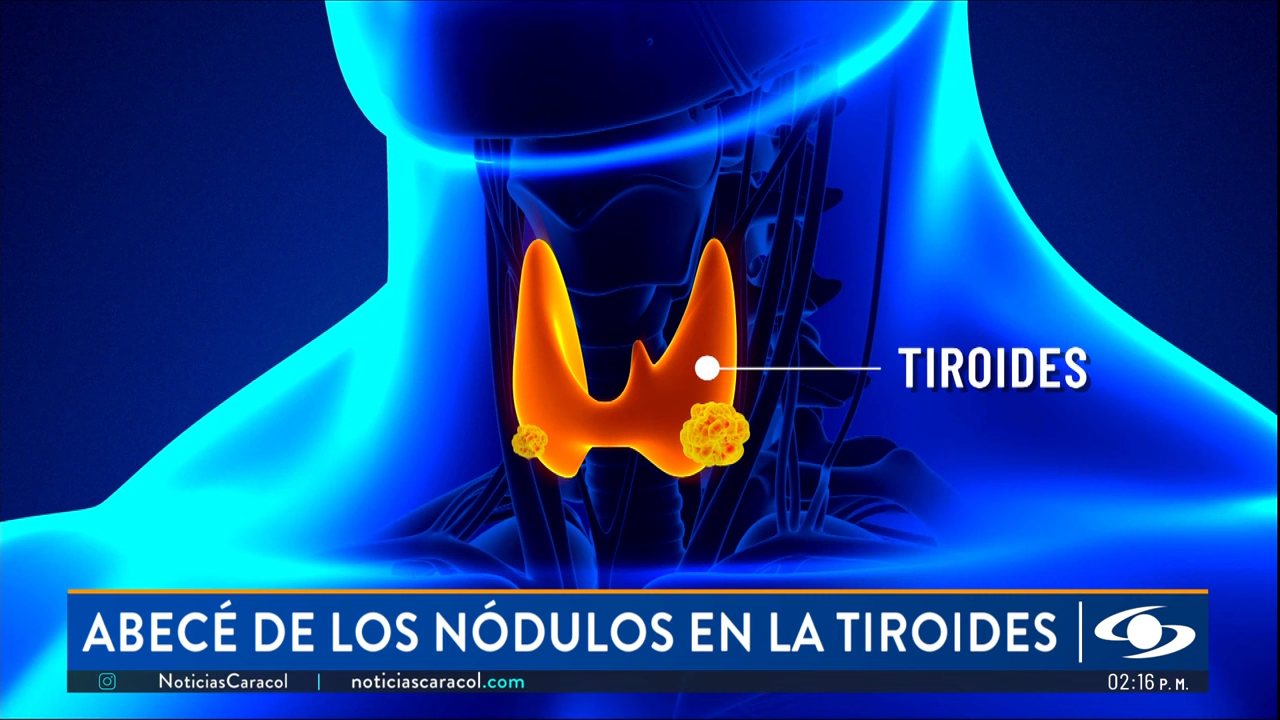 TIROIDES
ABECÉ DE LOS NÓDULOS EN LA TIROIDES
NoticiasCaracol | noticiascaracol.com
02:16 P. M.